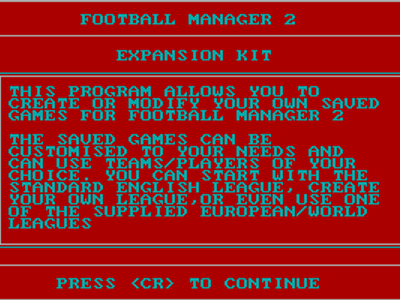 FOOTBALL MANAGER 2
EXPANSION KIT
THIS PROGRAM ALLOWS YOU TO
CREATE OR MODIFY YOUR OWN SAVED
GAMES FOR FOOTBALL MANAGER 2
THE SAVED GAMES CAN BE
CUSTOMISED TO YOUR NEEDS AND
CAN USE TEAMS/PLAYERS OF YOUR
CHOICE. YOU CAN START WITH THE
STANDARD ENGLISH LEAGUE, CREATE
YOUR OWN LEAGUE,OR EVEN USE ONE
OF THE SUPPLIED EUROPEAN/WORLD
LEAGUES
PRESS <CR> TO CONTINUE